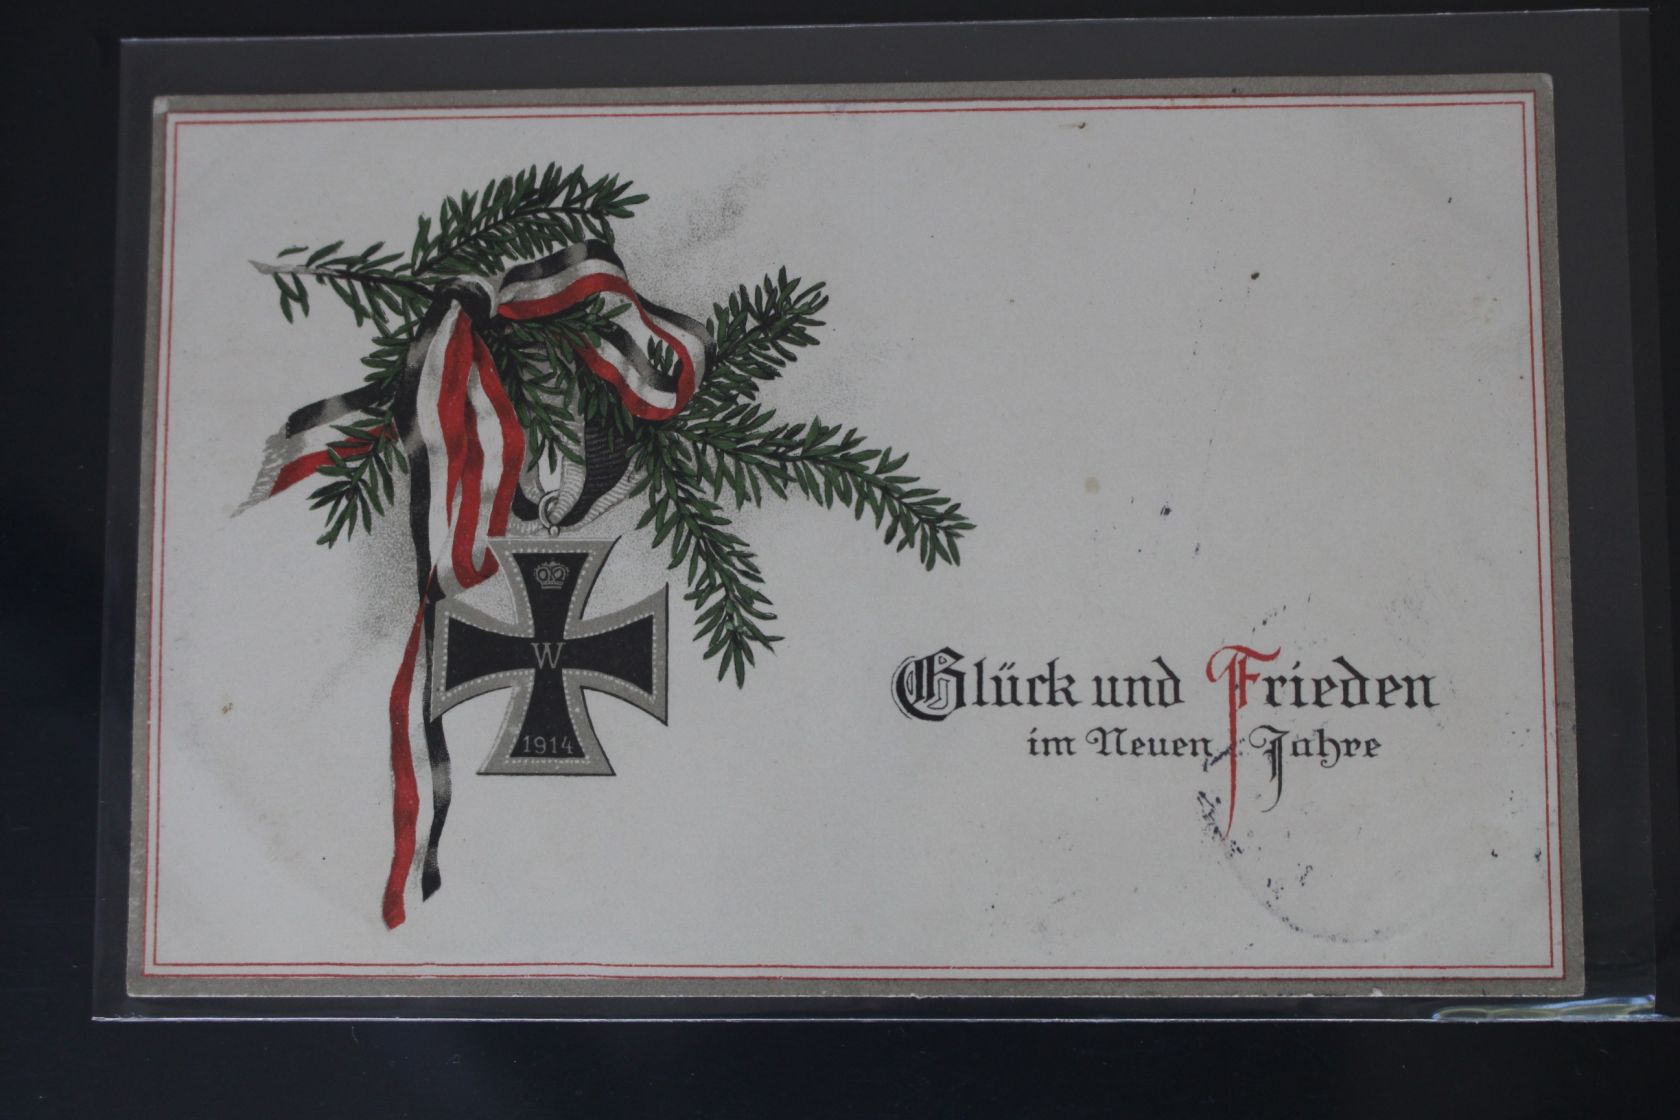 W
1914
Glück und Frieden
im Neuen Jahre